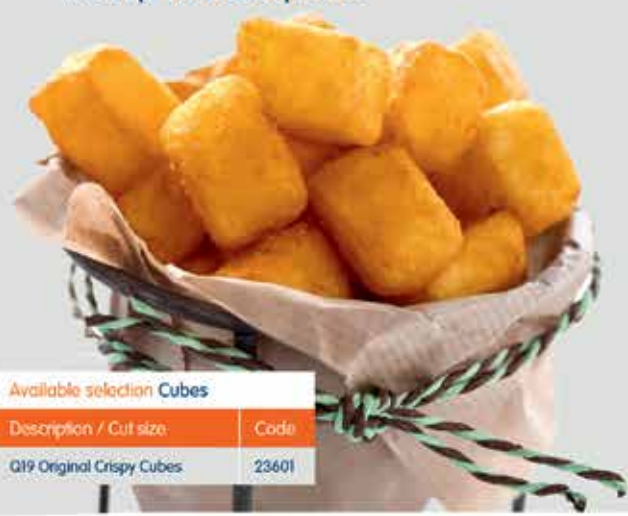 Available selection Cubes
Description / Cut size Code
Q19 Original Crispy Cubes 23601